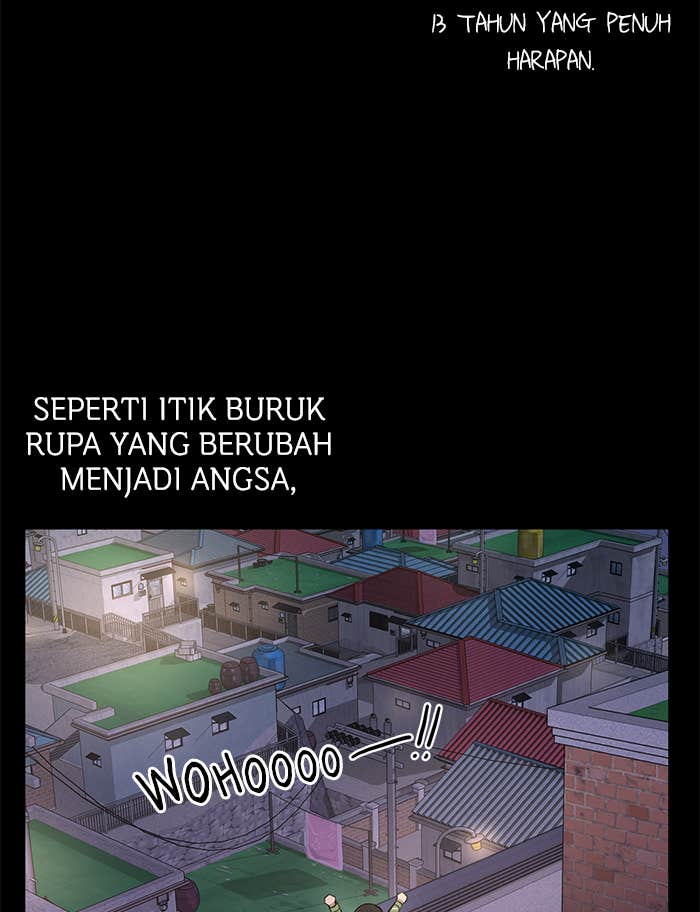 13 TAHUN YANG PENUH
HARAPAN.
SEPERTI ITIK BURUK
RUPA YANG BERUBAH
MENJADI ANGSA,
WOHOOOO—!!